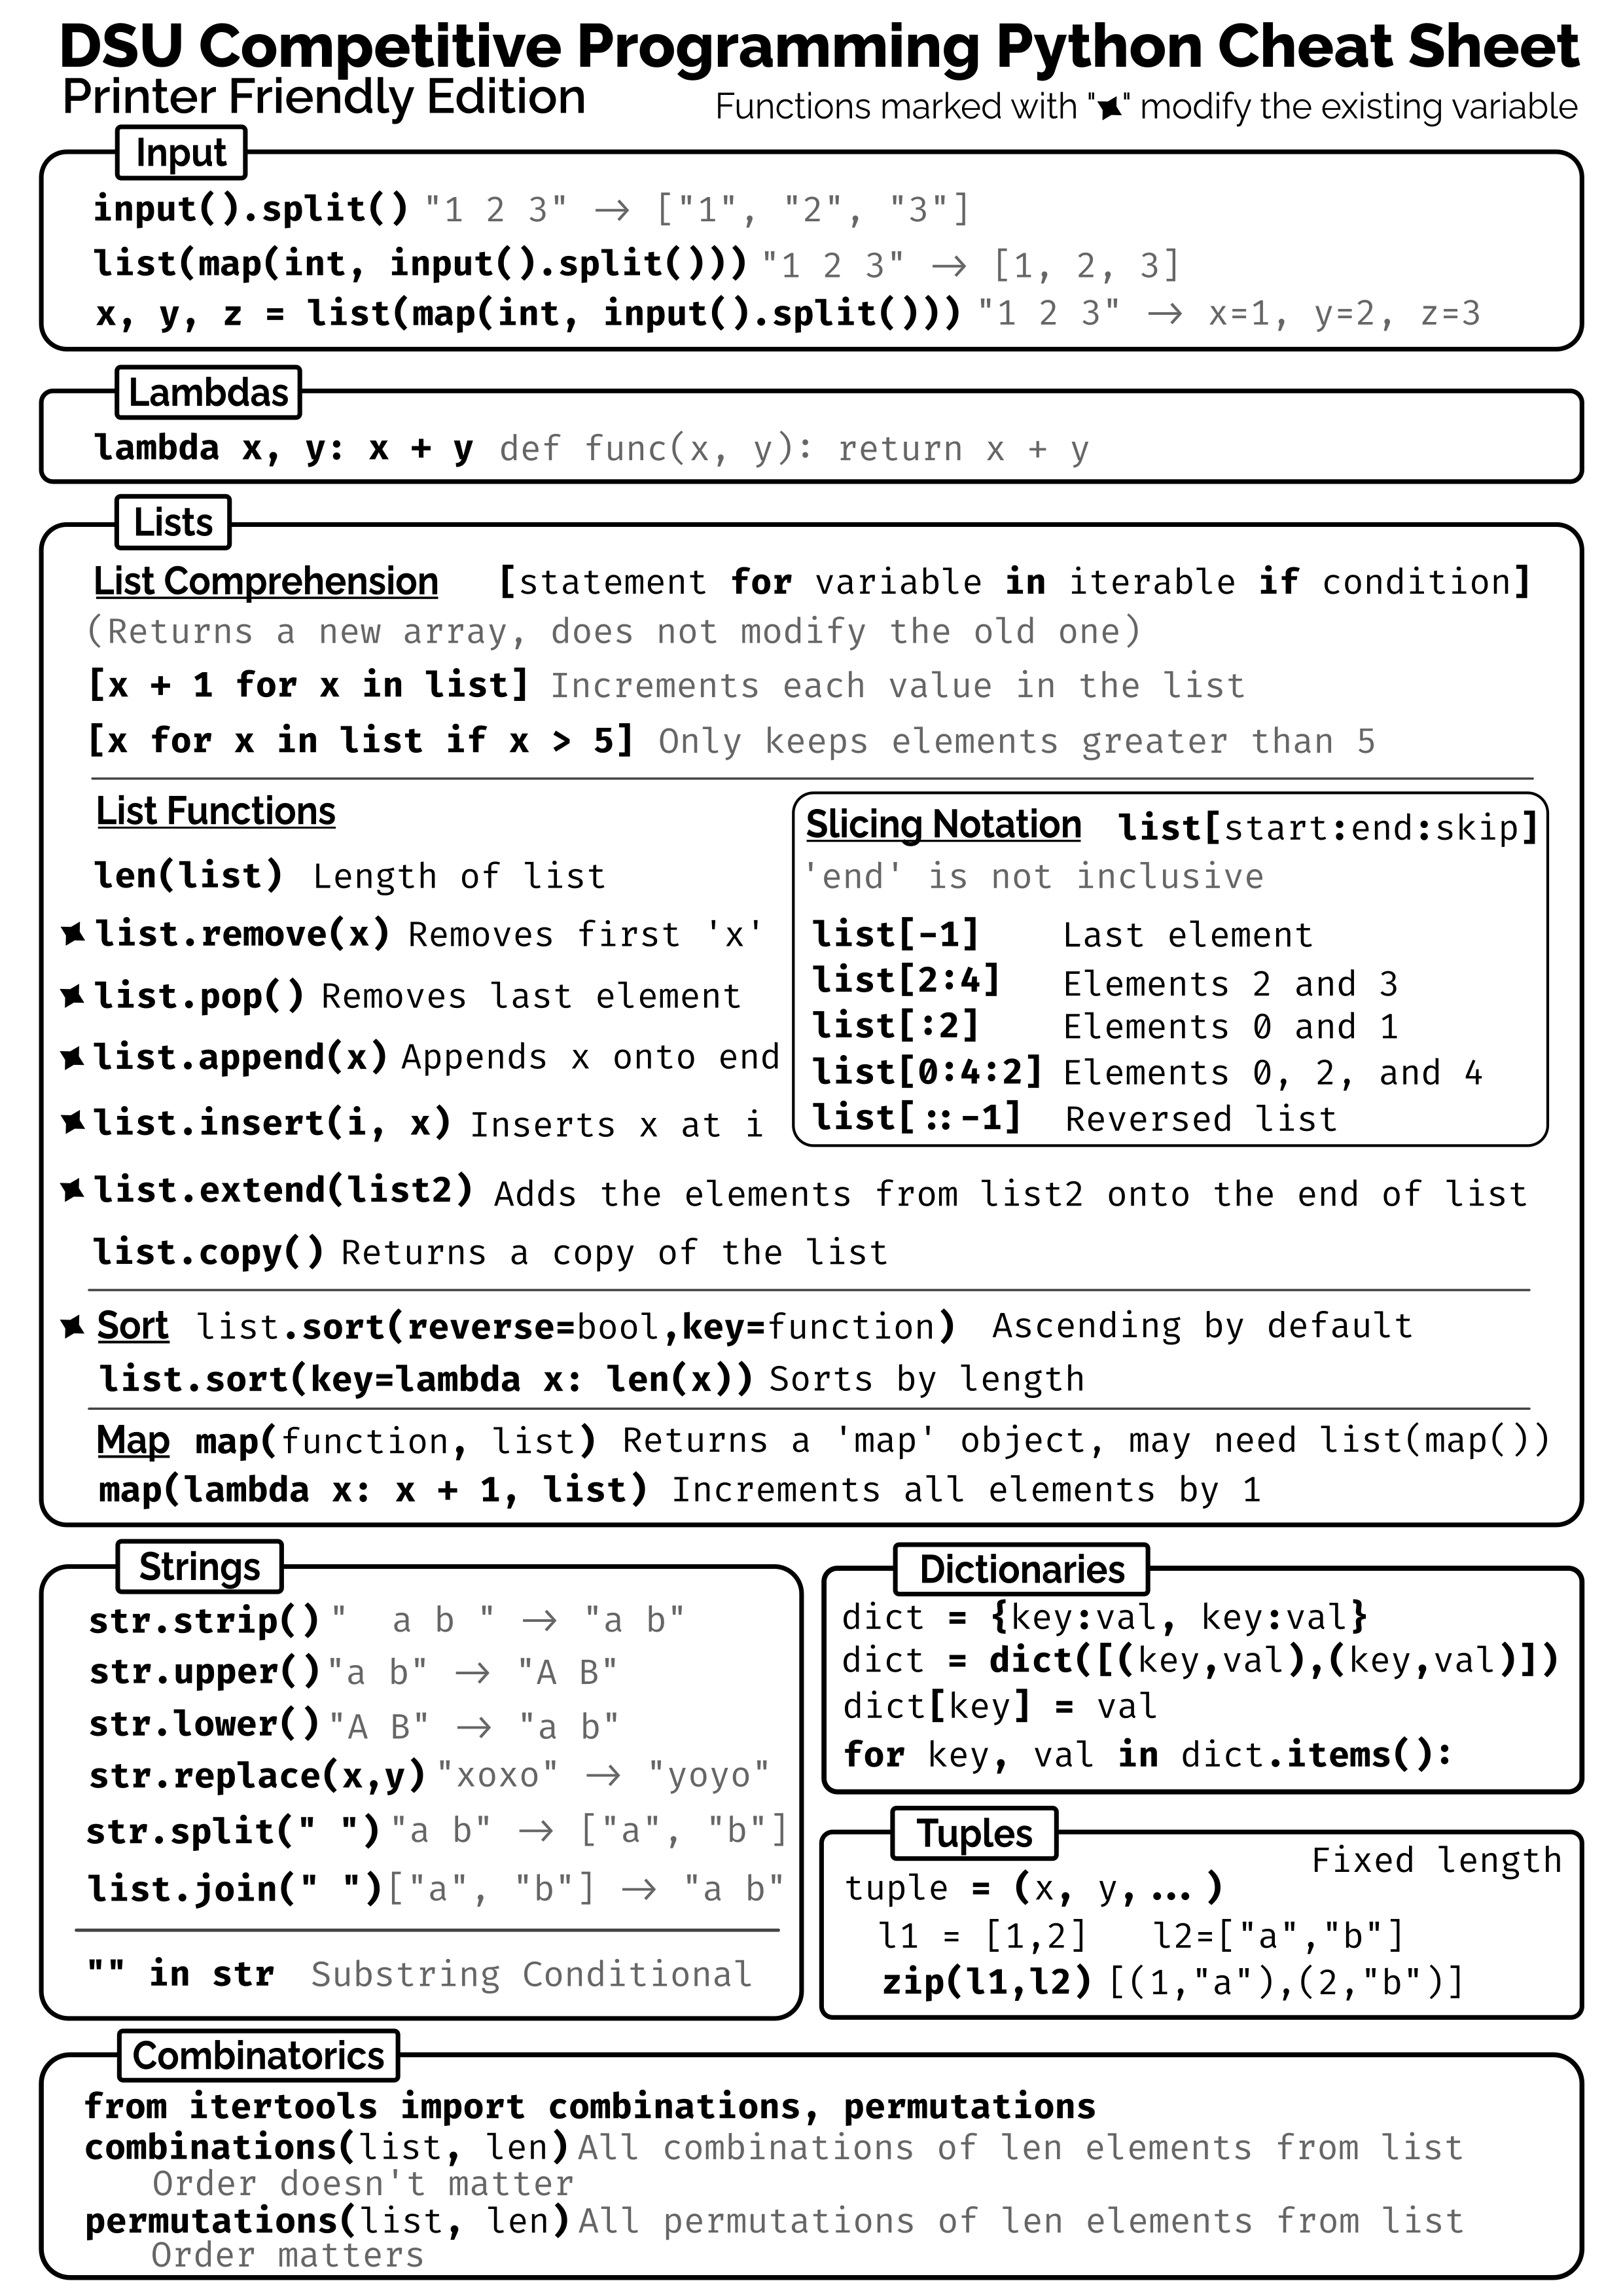 DSU Competitive Programming Python Cheat Sheet
Printer Friendly Edition
Functions marked with "✦" modify the existing variable
Input
input().split() "1 2 3" → ["1", "2", "3"]
list(map(int, input().split())) "1 2 3" → [1, 2, 3]
x, y, z = list(map(int, input().split())) "1 2 3" → x=1, y=2, z=3
Lambdas
lambda x, y: x + y def func(x, y): return x + y
Lists
List Comprehension [statement for variable in iterable if condition]
(Returns a new array, does not modify the old one)
[x + 1 for x in list] Increments each value in the list
[x for x in list if x > 5] Only keeps elements greater than 5
List Functions
len(list) Length of list
✦ list.remove(x) Removes first 'x'
✦ list.pop() Removes last element
✦ list.append(x) Appends x onto end
✦ list.insert(i, x) Inserts x at i
Slicing Notation list[start:end:skip]
'end' is not inclusive
list[-1] Last element
list[2:4] Elements 2 and 3
list[:2] Elements 0 and 1
list[0:4:2] Elements 0, 2, and 4
list[::-1] Reversed list
✦ list.extend(list2) Adds the elements from list2 onto the end of list
list.copy() Returns a copy of the list
✦ Sort list.sort(reverse=bool,key=function) Ascending by default
list.sort(key=lambda x: len(x)) Sorts by length
Map map(function, list) Returns a 'map' object, may need list(map())
map(lambda x: x + 1, list) Increments all elements by 1
Strings
str.strip() "  a b " → "a b"
str.upper() "a b" → "A B"
str.lower() "A B" → "a b"
str.replace(x,y) "xoxo" → "yoyo"
str.split(" ") "a b" → ["a", "b"]
list.join(" ") ["a", "b"] → "a b"
"" in str Substring Conditional
Dictionaries
dict = {key:val, key:val}
dict = dict([(key,val),(key,val)])
dict[key] = val
for key, val in dict.items():
Tuples
Fixed length
tuple = (x, y,...)
l1 = [1,2] l2=["a","b"]
zip(l1,l2) [(1,"a"),(2,"b")]
Combinatorics
from itertools import combinations, permutations
combinations(list, len) All combinations of len elements from list
Order doesn't matter
permutations(list, len) All permutations of len elements from list
Order matters